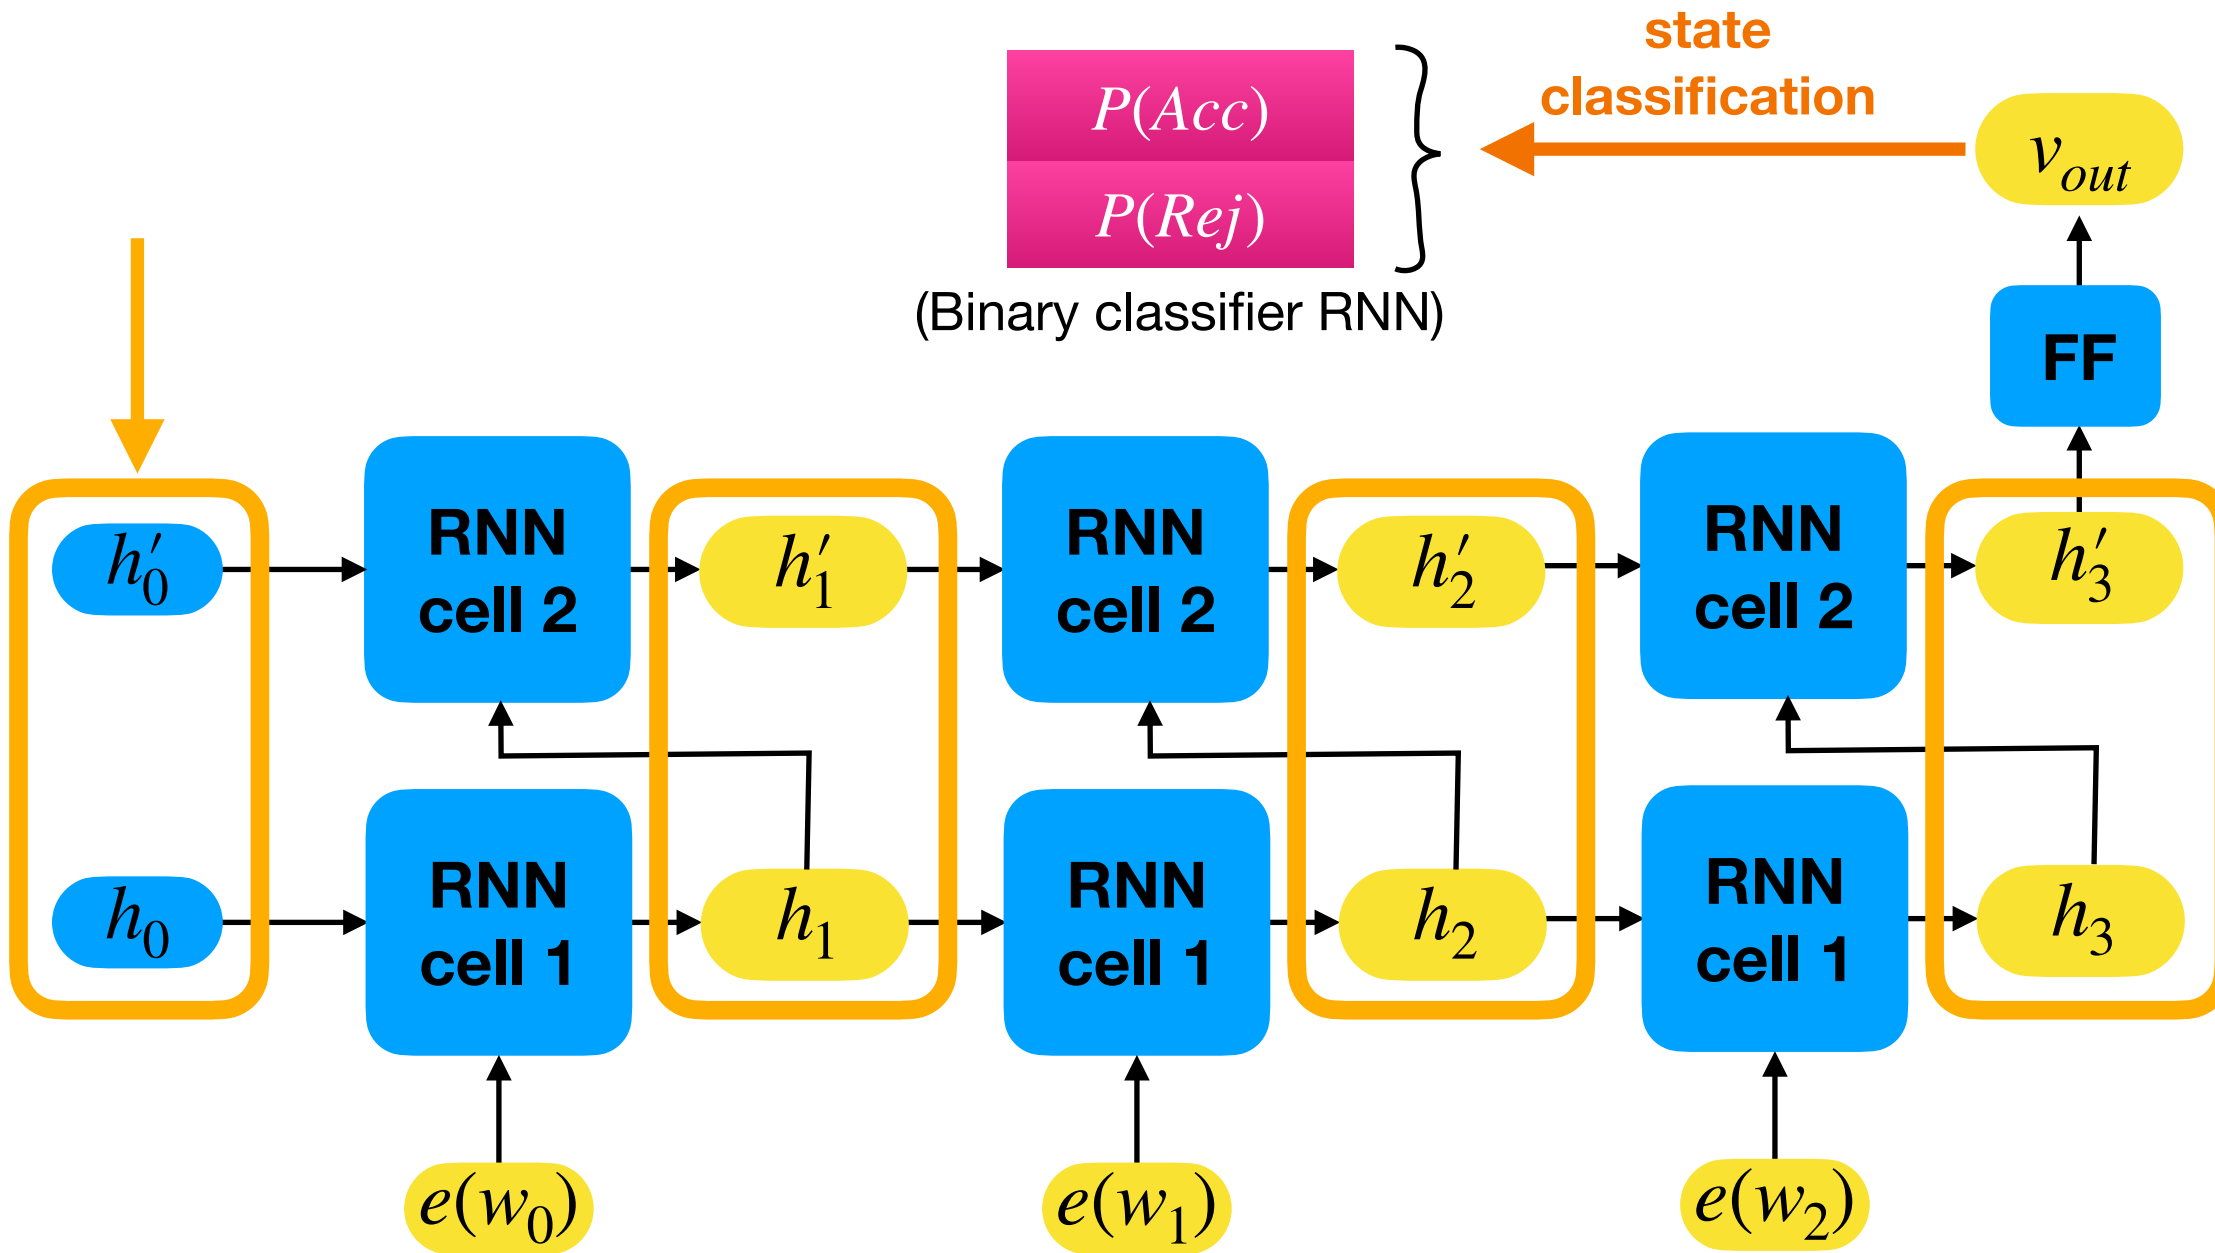 state
classification
P(Acc)
P(Rej)
v_out
(Binary classifier RNN)
FF
h′_0
RNN
cell 2
h′_1
RNN
cell 2
h′_2
RNN
cell 2
h′_3
h_0
RNN
cell 1
h_1
RNN
cell 1
h_2
RNN
cell 1
h_3
e(w_0)
e(w_1)
e(w_2)